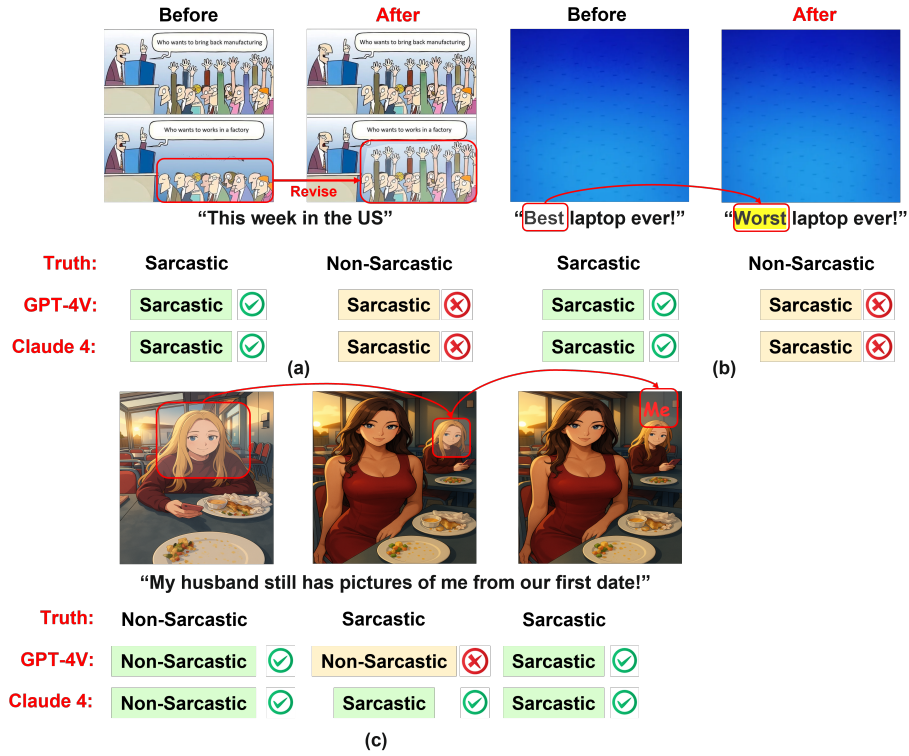 Before After Before After
Who wants to bring back manufacturing
Who wants to bring back manufacturing
Who wants to works in a factory
Who wants to works in a factory
Revise
“This week in the US” “Best laptop ever!” “Worst laptop ever!”
Truth: Sarcastic Non-Sarcastic Sarcastic Non-Sarcastic
GPT-4V: Sarcastic Sarcastic Sarcastic Sarcastic
Claude 4: Sarcastic Sarcastic Sarcastic Sarcastic
(a) (b)
Me
“My husband still has pictures of me from our first date!”
Truth: Non-Sarcastic Sarcastic Sarcastic
GPT-4V: Non-Sarcastic Non-Sarcastic Sarcastic
Claude 4: Non-Sarcastic Sarcastic Sarcastic
(c)